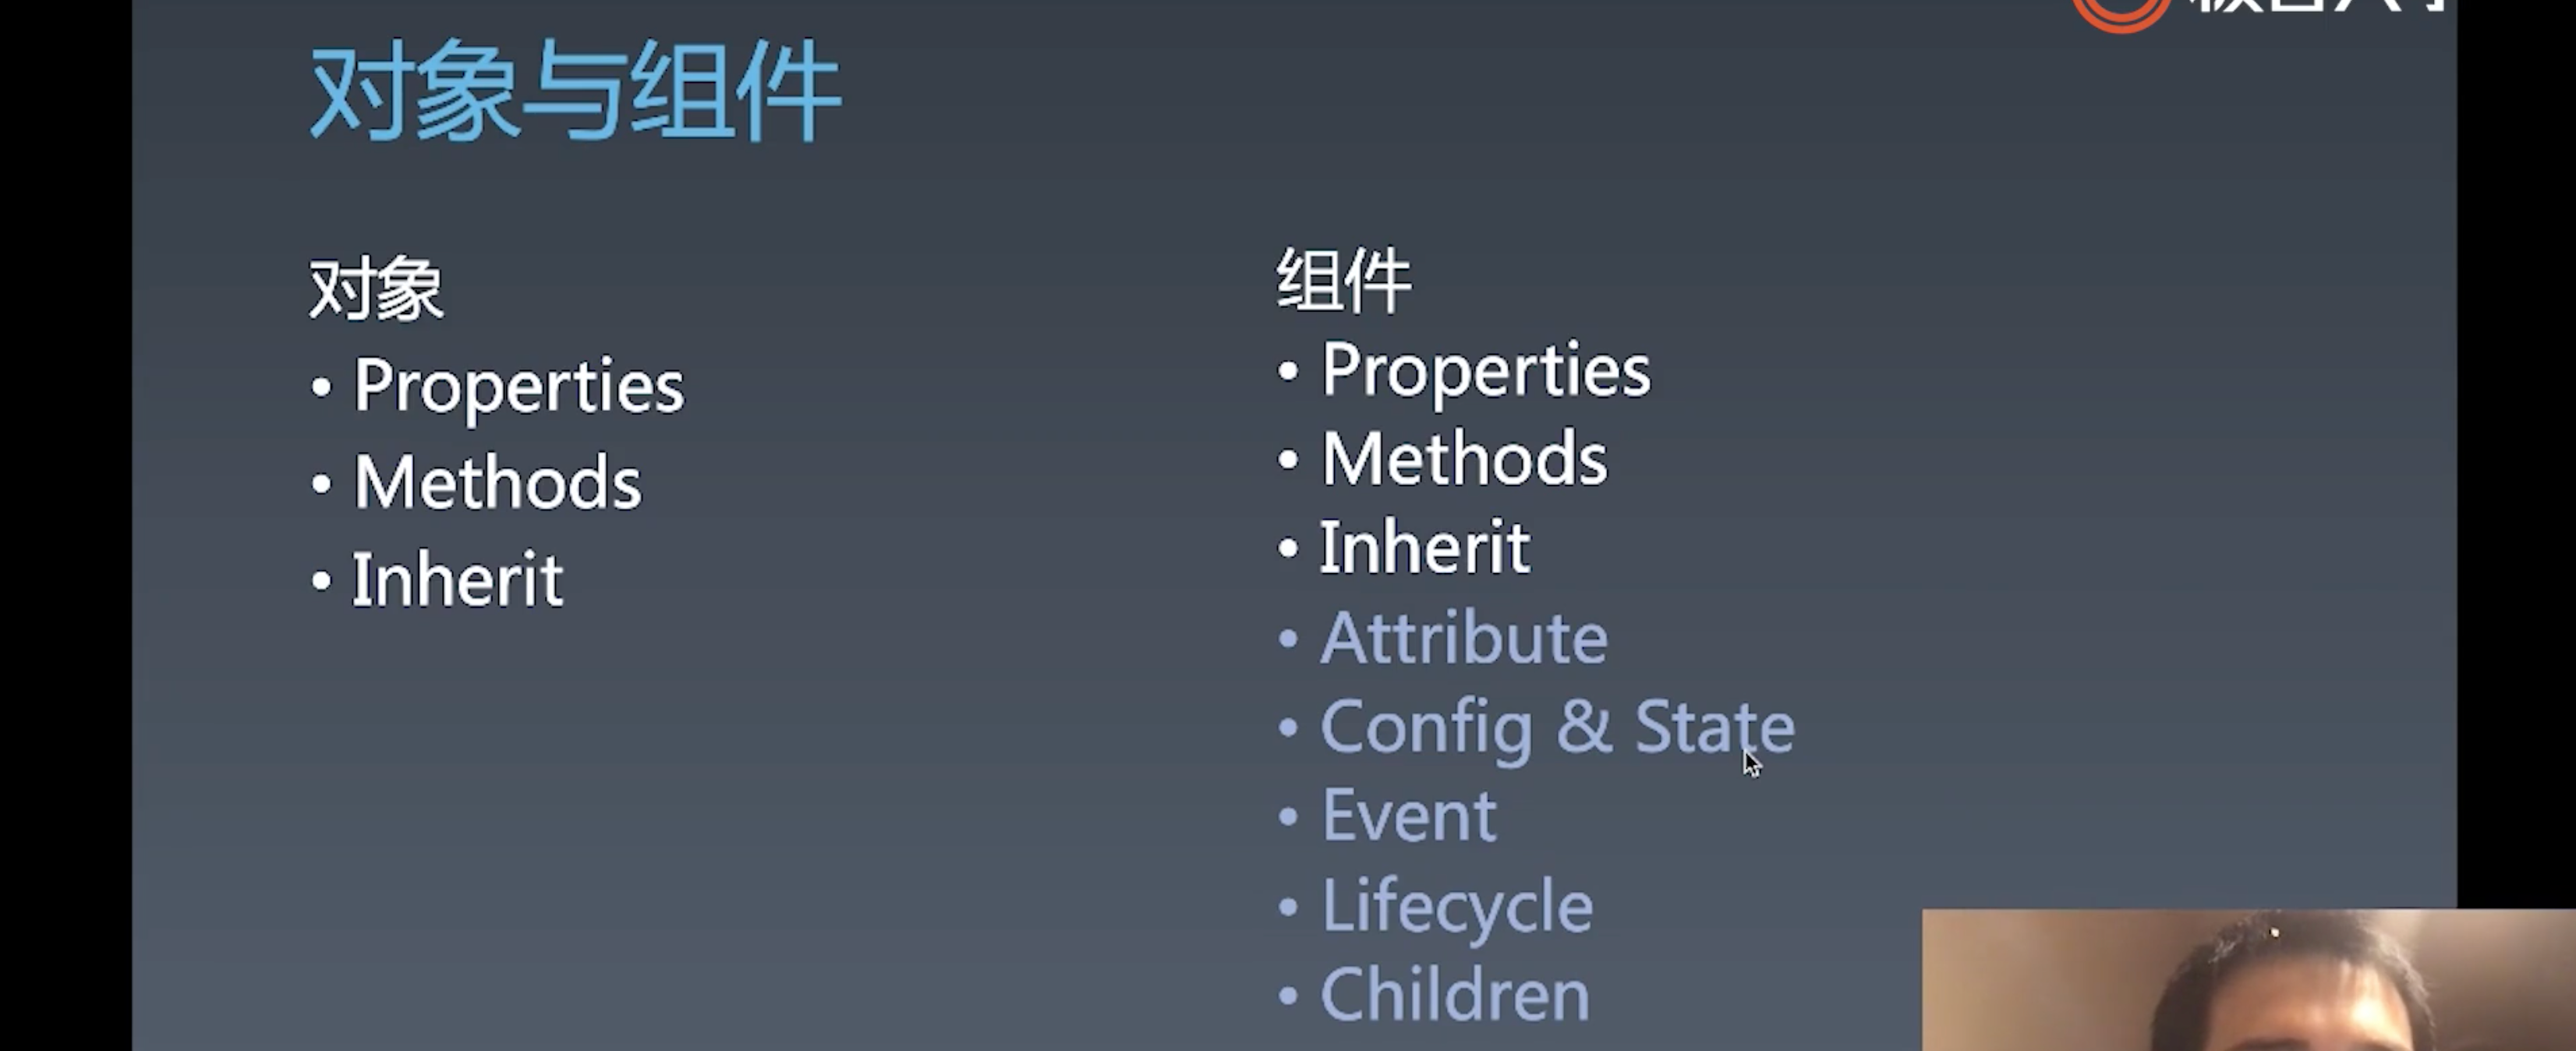 对象与组件
对象
• Properties
• Methods
• Inherit
组件
• Properties
• Methods
• Inherit
• Attribute
• Config & State
• Event
• Lifecycle
• Children